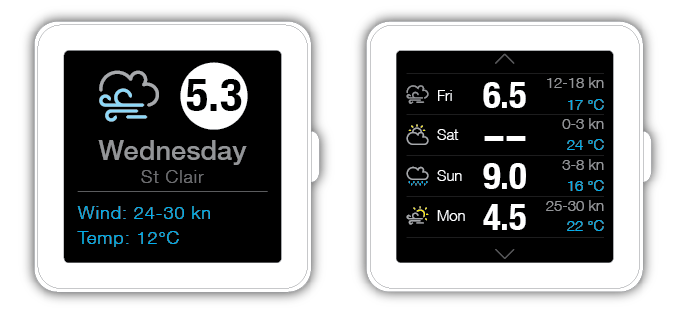 5.3
Wednesday
St Clair
Wind: 24-30 kn
Temp: 12°C
Fri 6.5 12-18 kn
17 °C
Sat -- 0-3 kn
24 °C
Sun 9.0 3-8 kn
16 °C
Mon 4.5 25-30 kn
22 °C